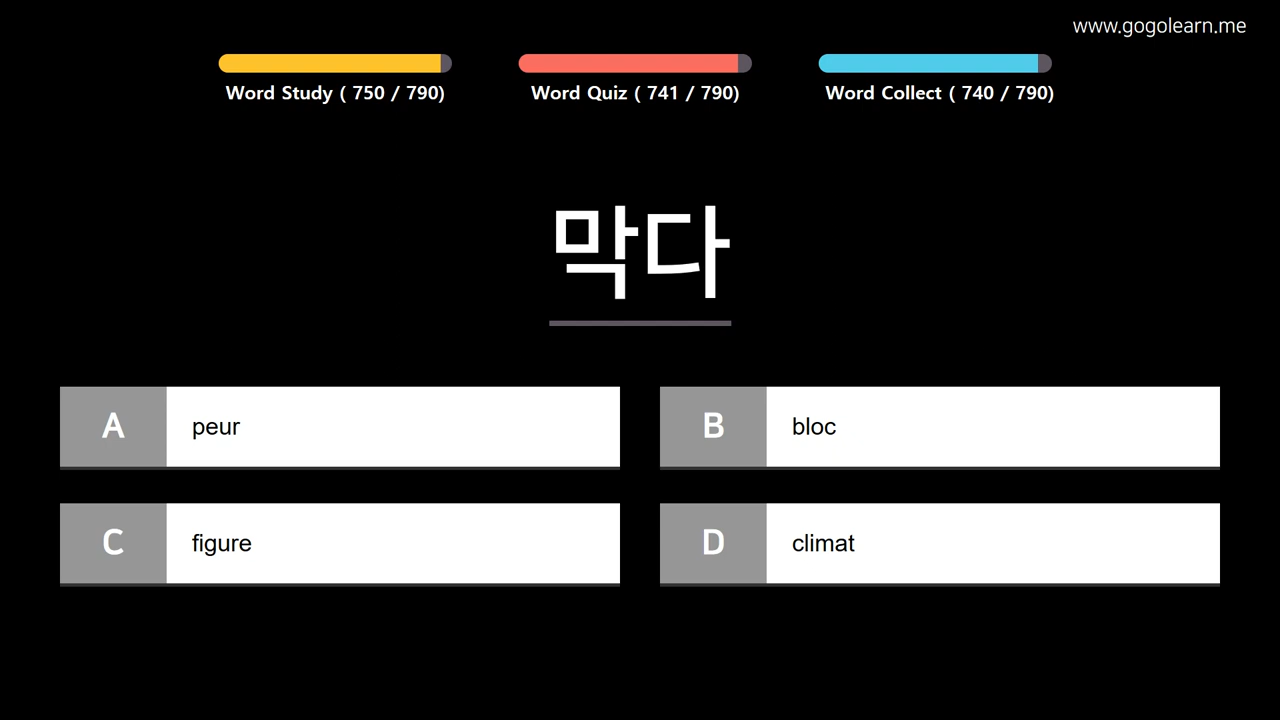 www.gogolearn.me
Word Study ( 750 / 790)
Word Quiz ( 741 / 790)
Word Collect ( 740 / 790)
막다
A peur
B bloc
C figure
D climat